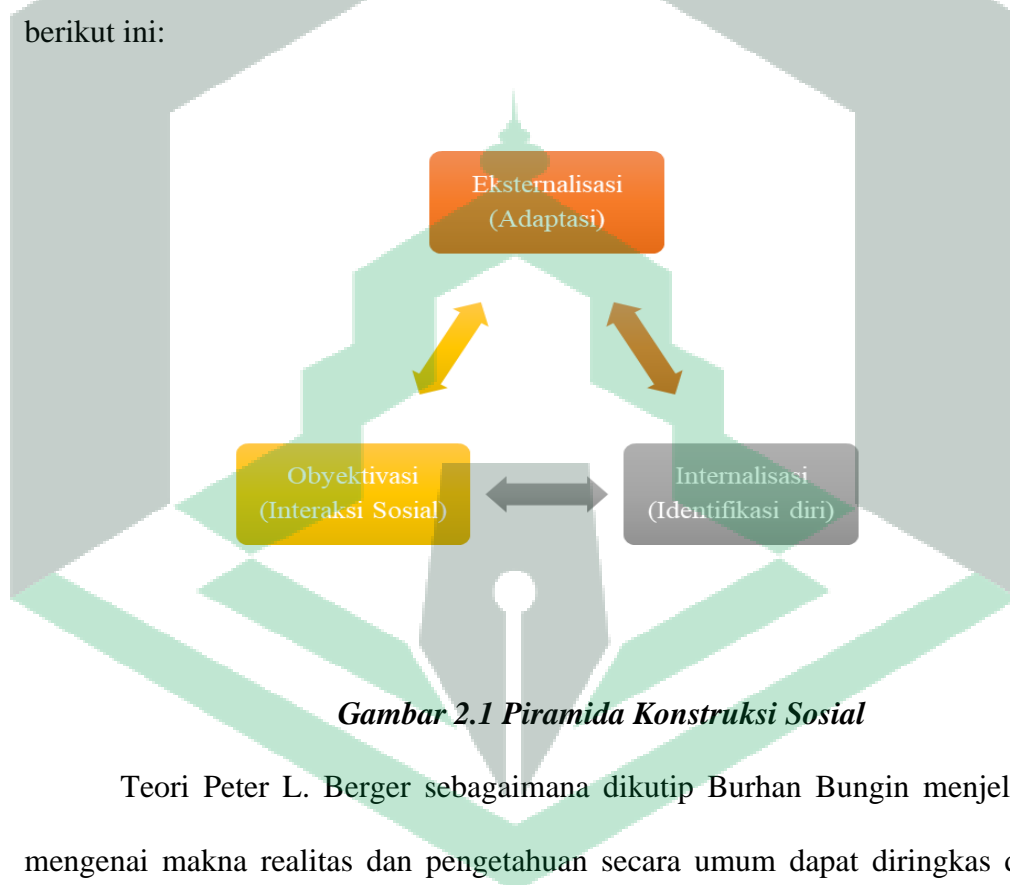 berikut ini:
Eksternalisasi
(Adaptasi)
Obyektivasi
(Interaksi Sosial)
Internalisasi
(Identifikasi diri)
Gambar 2.1 Piramida Konstruksi Sosial
Teori Peter L. Berger sebagaimana dikutip Burhan Bungin menjel
mengenai makna realitas dan pengetahuan secara umum dapat diringkas